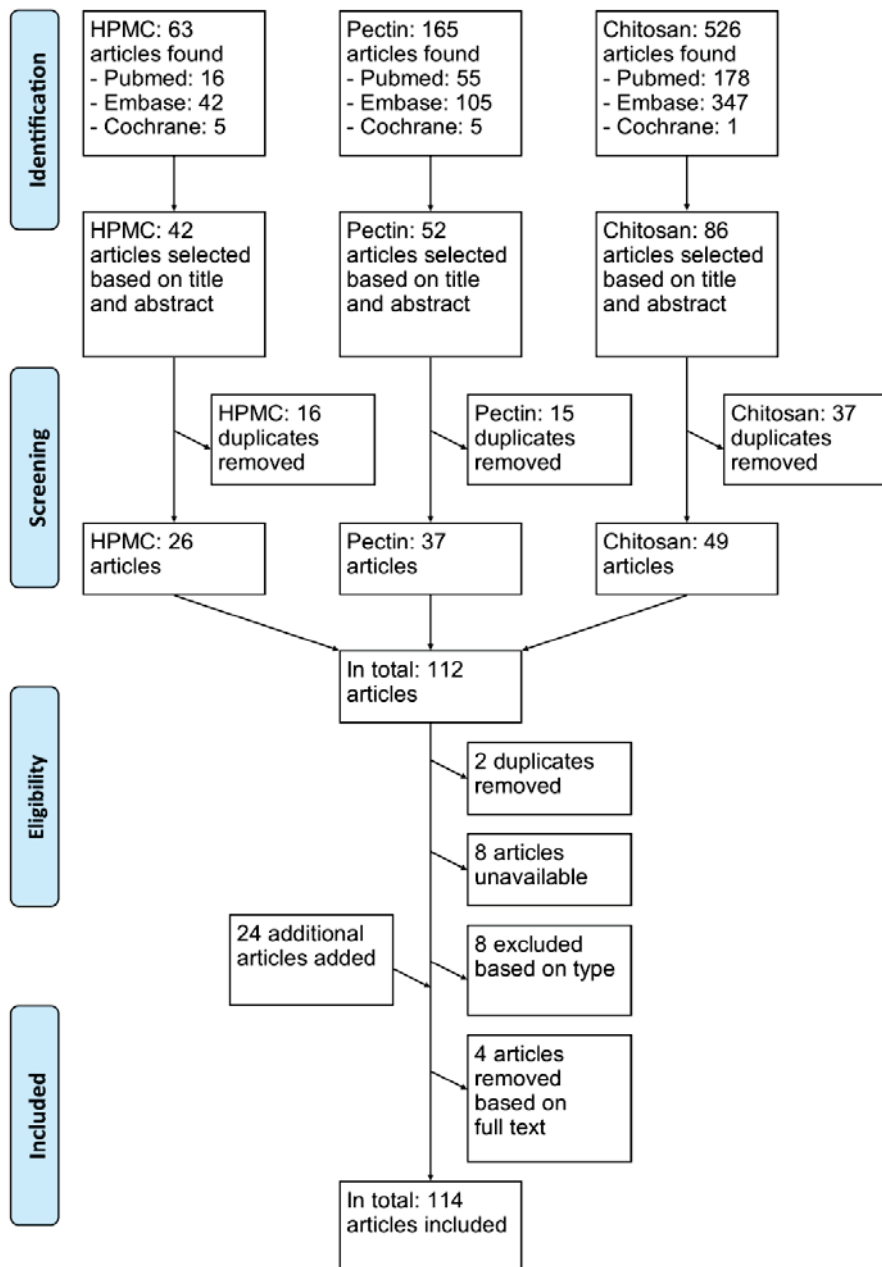 Identification
HPMC: 63
articles found
- Pubmed: 16
- Embase: 42
- Cochrane: 5
Pectin: 165
articles found
- Pubmed: 55
- Embase: 105
- Cochrane: 5
Chitosan: 526
articles found
- Pubmed: 178
- Embase: 347
- Cochrane: 1
HPMC: 42
articles selected
based on title
and abstract
Pectin: 52
articles selected
based on title
and abstract
Chitosan: 86
articles selected
based on title
and abstract
Screening
HPMC: 16
duplicates
removed
Pectin: 15
duplicates
removed
Chitosan: 37
duplicates
removed
HPMC: 26
articles
Pectin: 37
articles
Chitosan: 49
articles
In total: 112
articles
Eligibility
2 duplicates
removed
8 articles
unavailable
24 additional
articles added
8 excluded
based on type
Included
4 articles
removed
based on
full text
In total: 114
articles included